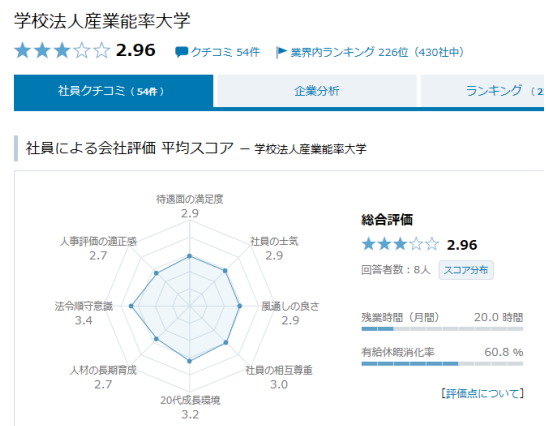 学校法人産業能率大学
2.96 クチコミ 54件 業界内ランキング 226位（430社中）
社員クチコミ（54件） 企業分析 ランキング（2
社員による会社評価 平均スコア － 学校法人産業能率大学
待遇面の満足度
2.9
人事評価の適正感
2.7
社員の士気
2.9
法令順守意識
3.4
風通しの良さ
2.9
人材の長期育成
2.7
社員の相互尊重
3.0
20代成長環境
3.2
総合評価
2.96
回答者数：8人 スコア分布
残業時間（月間） 20.0 時間
有給休暇消化率 60.8 %
[評価点について]